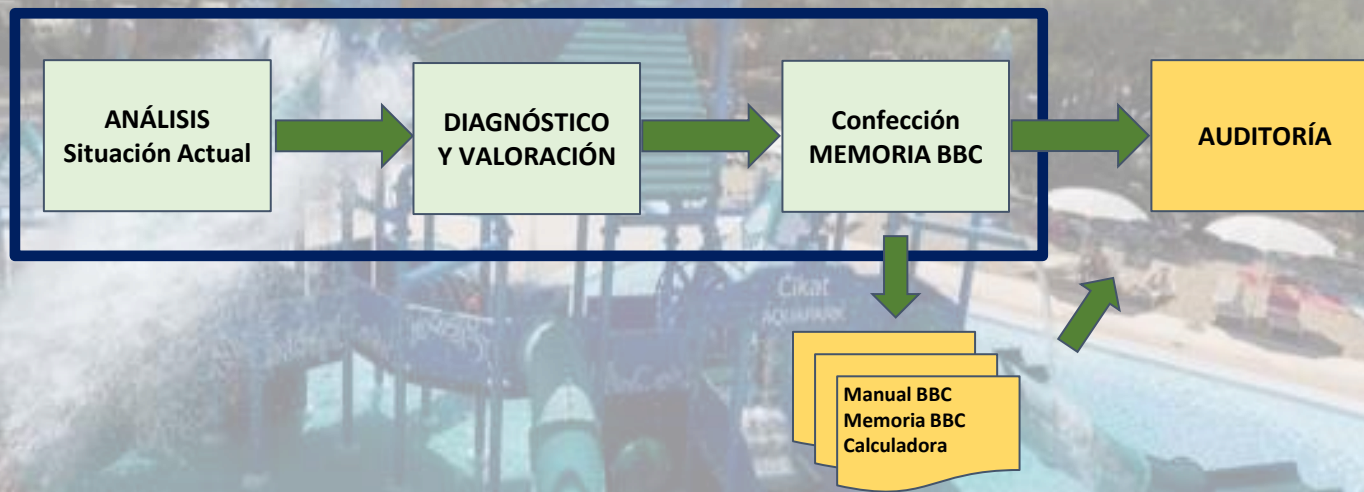 ANÁLISIS
Situación Actual
DIAGNÓSTICO
Y VALORACIÓN
Confección
MEMORIA BBC
AUDITORÍA
Cikat
AQUAPARK
Manual BBC
Memoria BBC
Calculadora